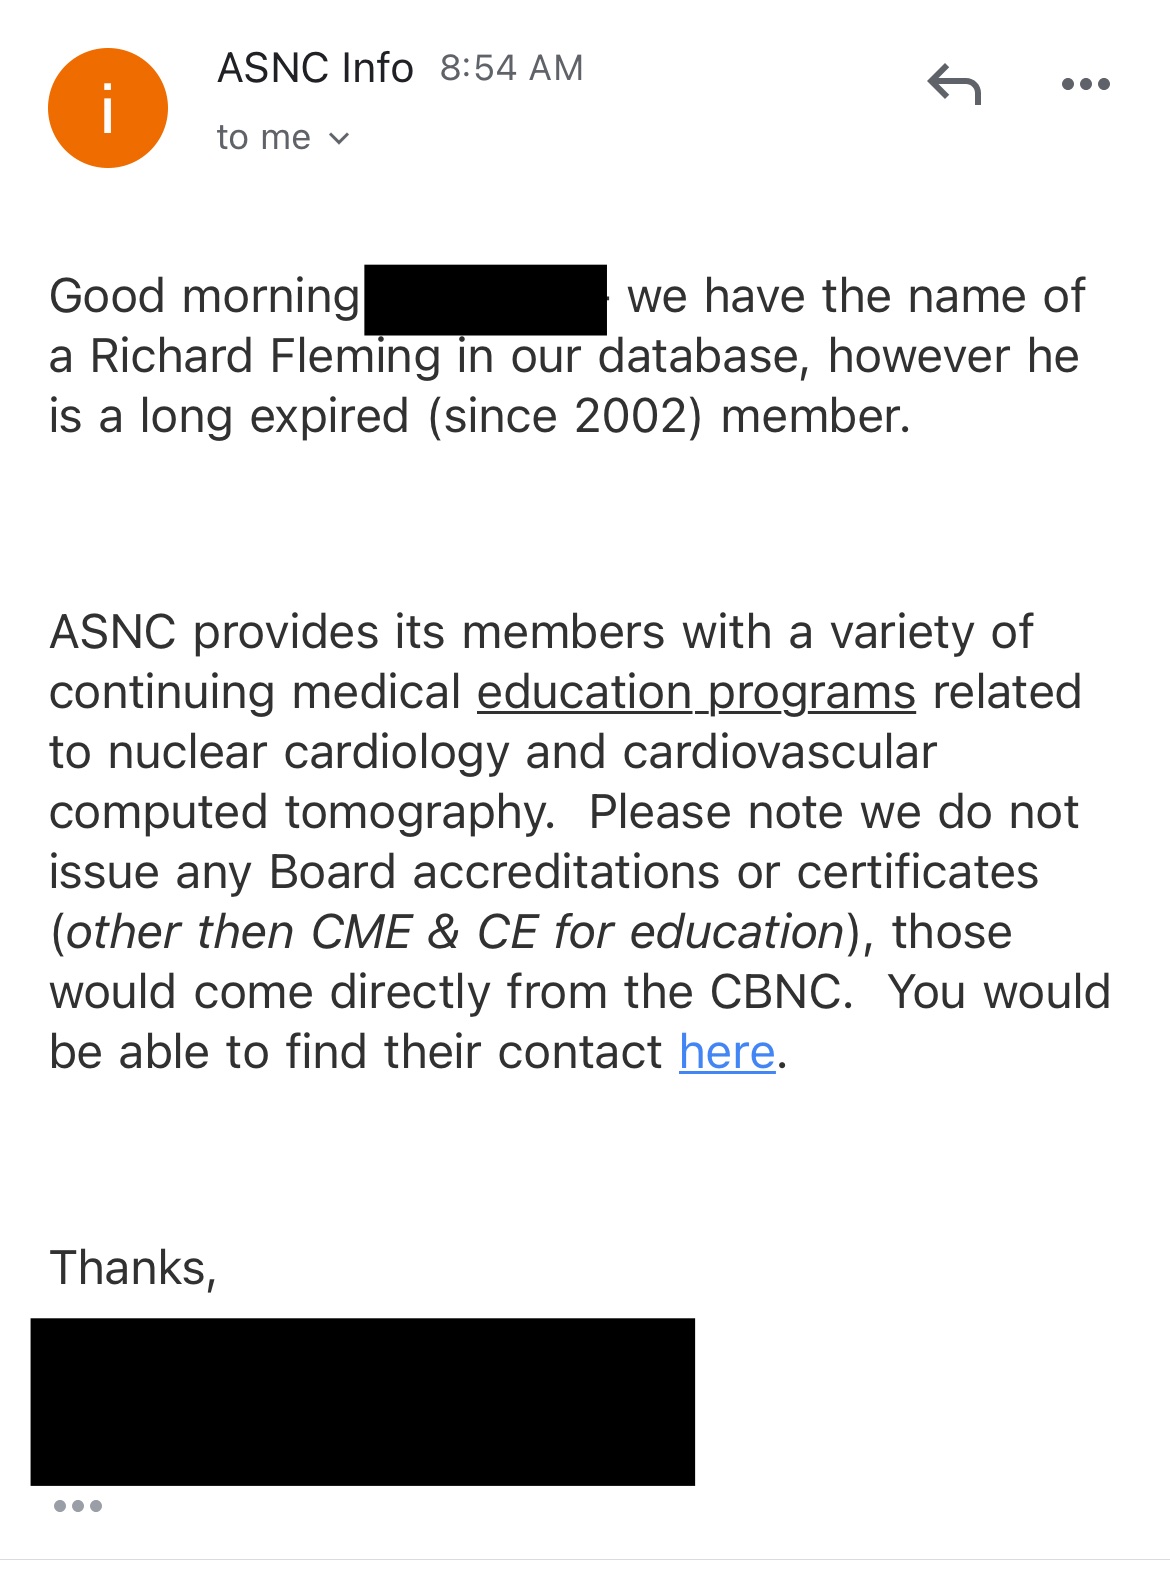 i
ASNC Info 8:54 AM
to me
Good morning - we have the name of
a Richard Fleming in our database, however he
is a long expired (since 2002) member.
ASNC provides its members with a variety of
continuing medical education programs related
to nuclear cardiology and cardiovascular
computed tomography.  Please note we do not
issue any Board accreditations or certificates
(other then CME & CE for education), those
would come directly from the CBNC.  You would
be able to find their contact here.
Thanks,